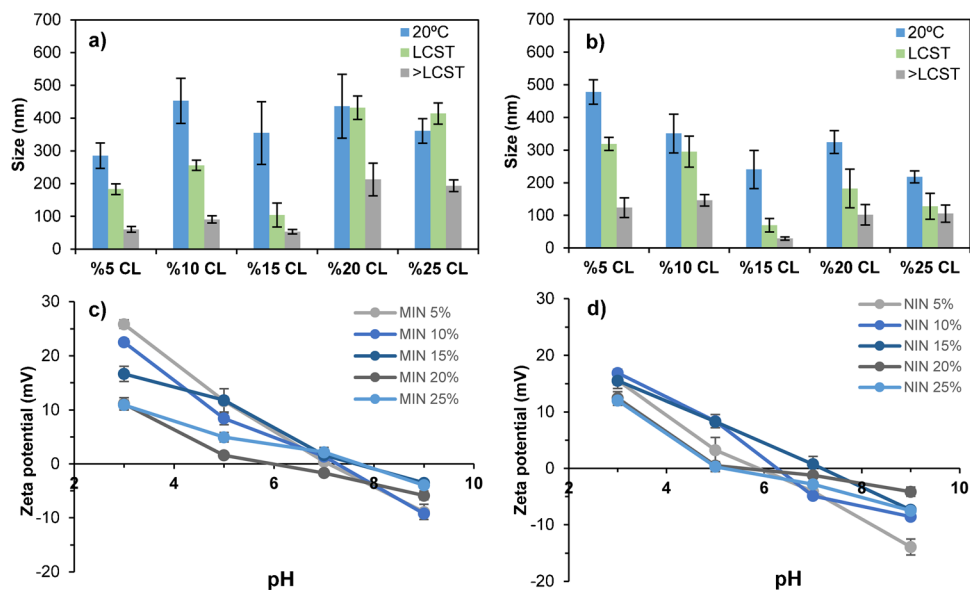 a)
20ºC
LCST
>LCST
Size (nm)
700
600
500
400
300
200
100
0
%5 CL %10 CL %15 CL %20 CL %25 CL
b)
20ºC
LCST
>LCST
Size (nm)
700
600
500
400
300
200
100
0
%5 CL %10 CL %15 CL %20 CL %25 CL
c)
MIN 5%
MIN 10%
MIN 15%
MIN 20%
MIN 25%
Zeta potential (mV)
30
20
10
0
-10
-20
2 4 6 8 10
pH
d)
NIN 5%
NIN 10%
NIN 15%
NIN 20%
NIN 25%
Zeta potential (mV)
30
20
10
0
-10
-20
2 4 6 8 10
pH